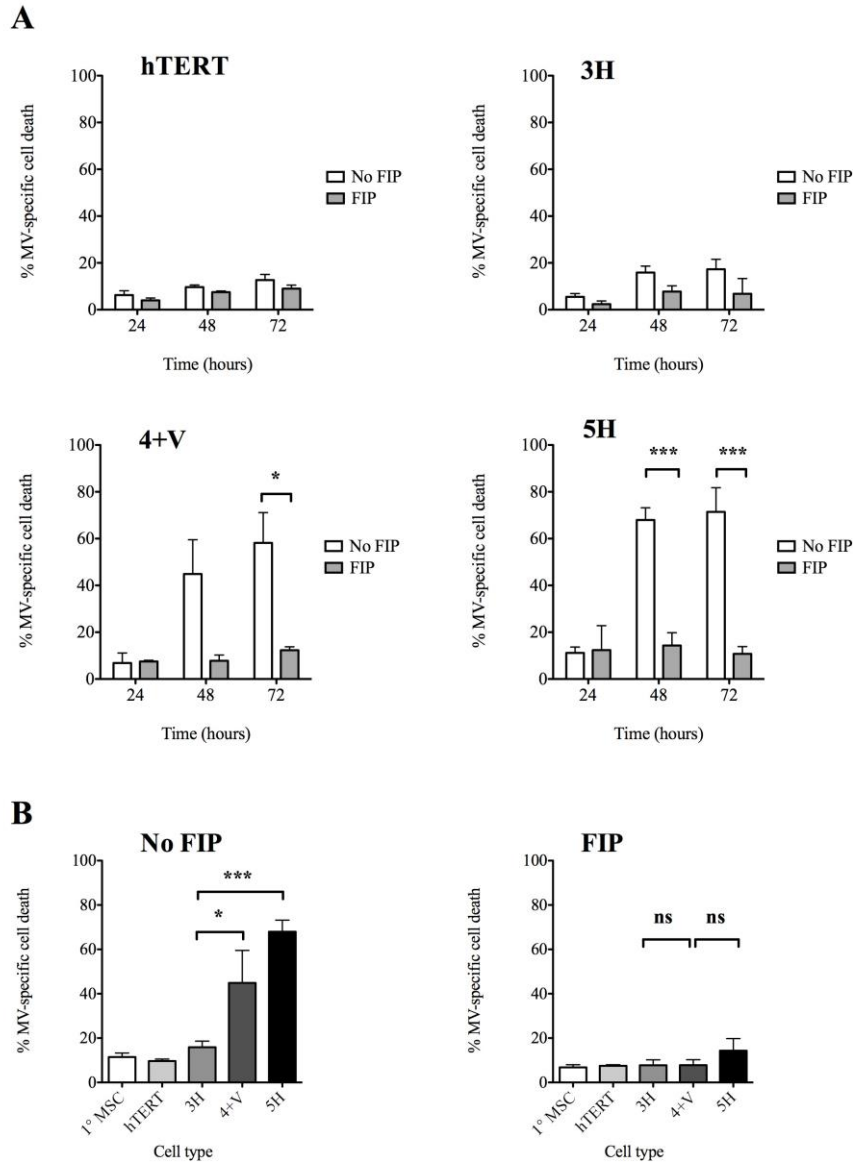 A
hTERT
% MV-specific cell death
100
80
60
40
20
0
24 48 72
Time (hours)
No FIP
FIP
3H
% MV-specific cell death
100
80
60
40
20
0
24 48 72
Time (hours)
No FIP
FIP
4+V
% MV-specific cell death
100
80
60
40
20
0
*
24 48 72
Time (hours)
No FIP
FIP
5H
% MV-specific cell death
100
80
60
40
20
0
*** ***
24 48 72
Time (hours)
No FIP
FIP
B
No FIP
% MV-specific cell death
100
80
60
40
20
0
***
*
1° MSC hTERT 3H 4+V 5H
Cell type
FIP
% MV-specific cell death
100
80
60
40
20
0
ns ns
1° MSC hTERT 3H 4+V 5H
Cell type